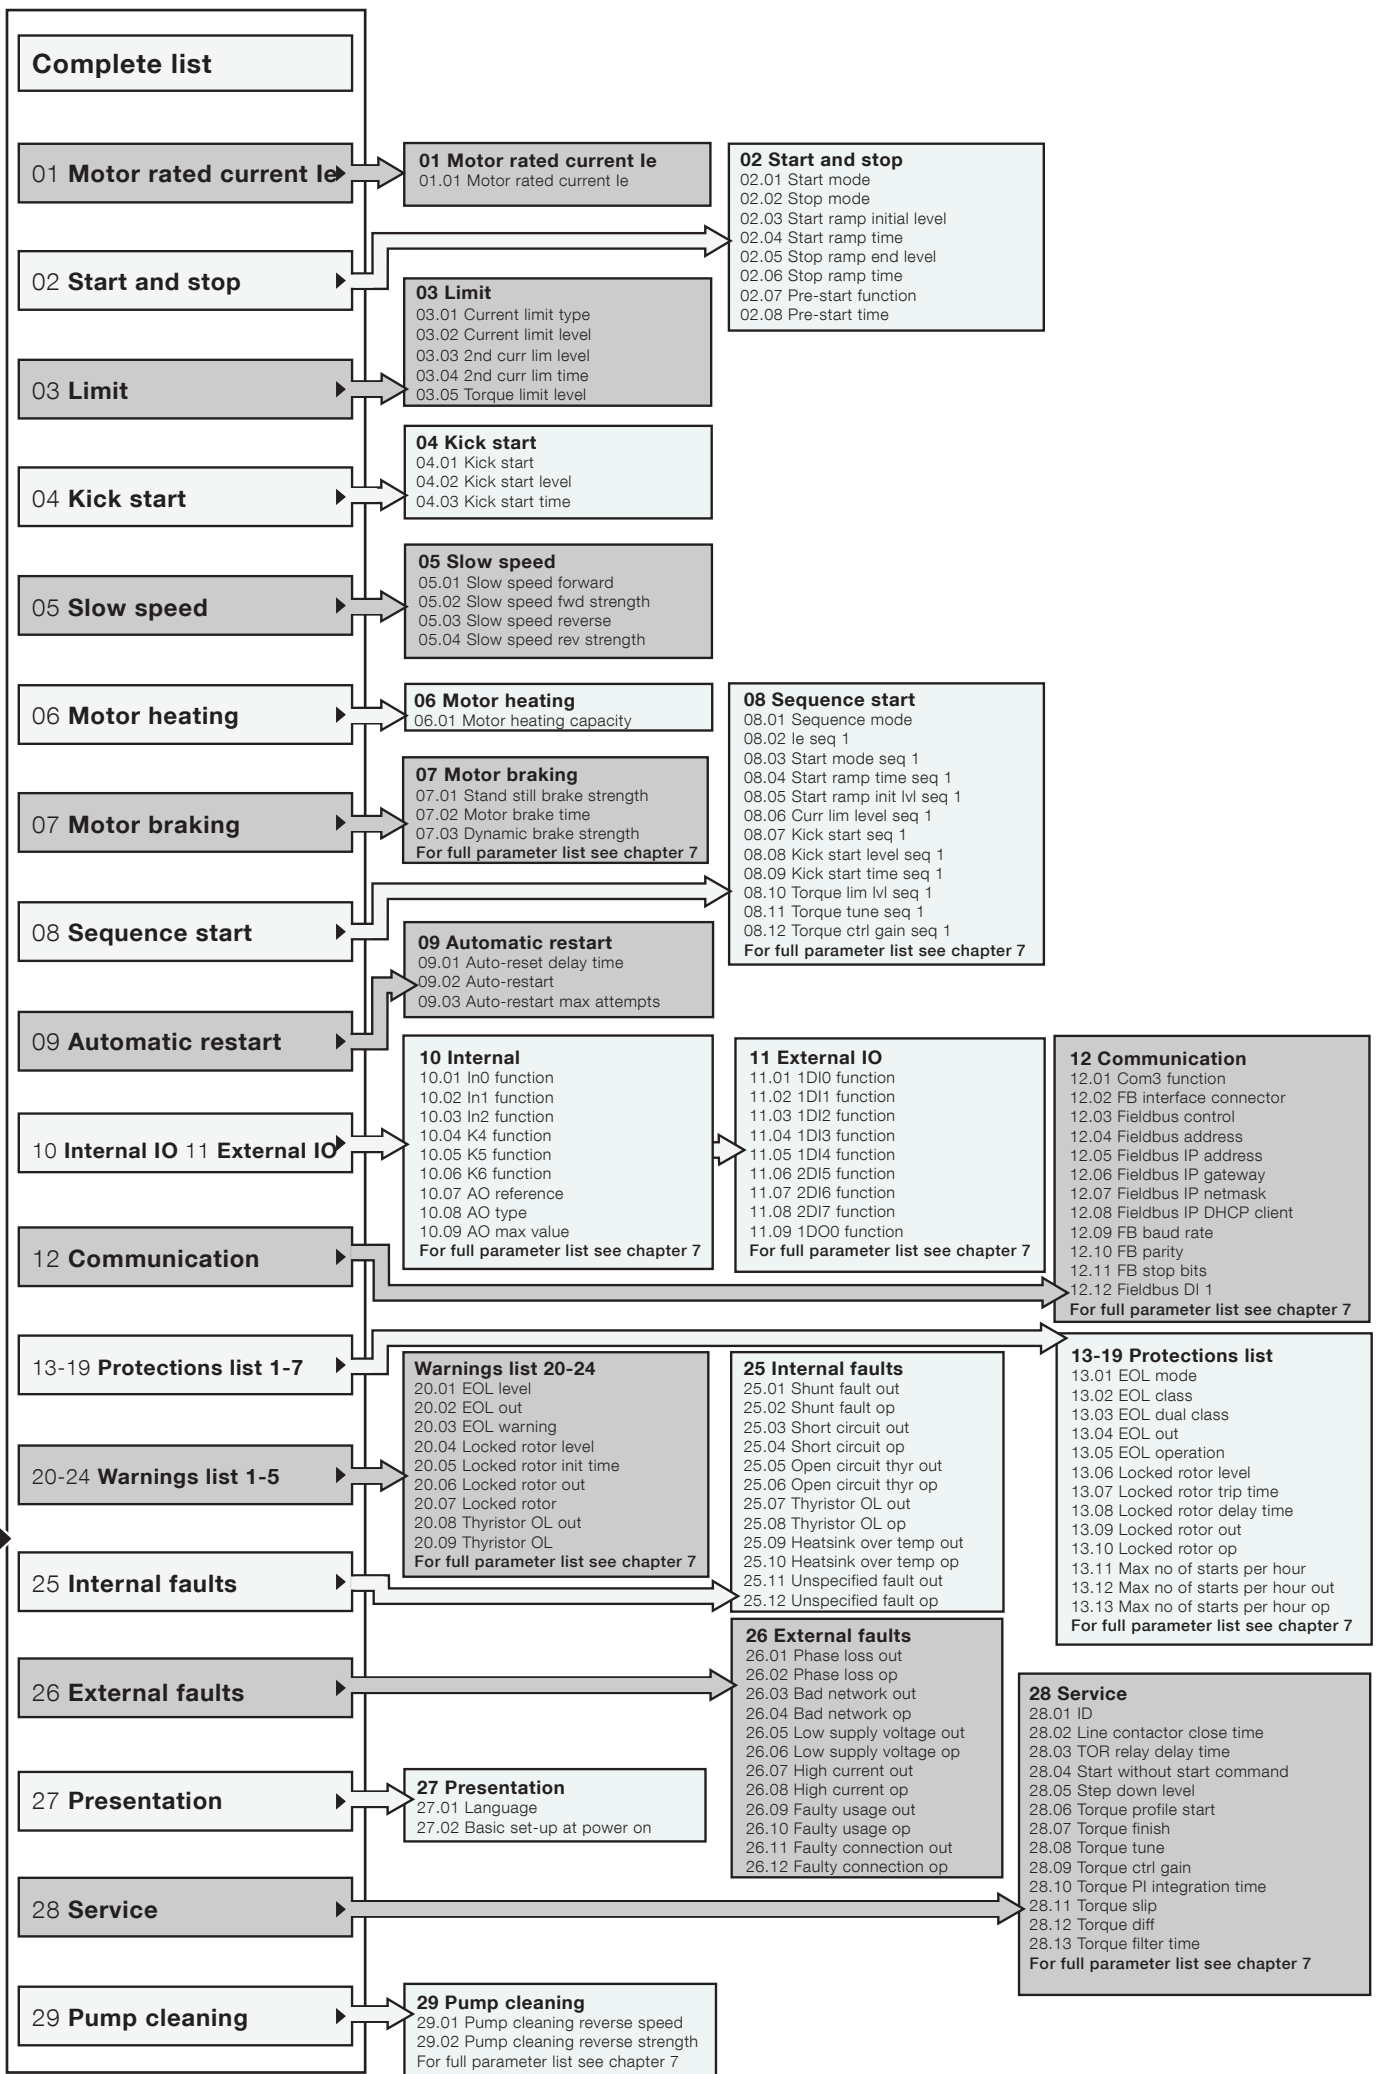 Complete list
01 Motor rated current Ie
01 Motor rated current Ie
01.01 Motor rated current Ie
02 Start and stop
02 Start and stop
02.01 Start mode
02.02 Stop mode
02.03 Start ramp initial level
02.04 Start ramp time
02.05 Stop ramp end level
02.06 Stop ramp time
02.07 Pre-start function
02.08 Pre-start time
03 Limit
03 Limit
03.01 Current limit type
03.02 Current limit level
03.03 2nd curr lim level
03.04 2nd curr lim time
03.05 Torque limit level
04 Kick start
04 Kick start
04.01 Kick start
04.02 Kick start level
04.03 Kick start time
05 Slow speed
05 Slow speed
05.01 Slow speed forward
05.02 Slow speed fwd strength
05.03 Slow speed reverse
05.04 Slow speed rev strength
06 Motor heating
06 Motor heating
06.01 Motor heating capacity
07 Motor braking
07 Motor braking
07.01 Stand still brake strength
07.02 Motor brake time
07.03 Dynamic brake strength
For full parameter list see chapter 7
08 Sequence start
08 Sequence start
08.01 Sequence mode
08.02 Ie seq 1
08.03 Start mode seq 1
08.04 Start ramp time seq 1
08.05 Start ramp init lvl seq 1
08.06 Curr lim level seq 1
08.07 Kick start seq 1
08.08 Kick start level seq 1
08.09 Kick start time seq 1
08.10 Torque lim lvl seq 1
08.11 Torque tune seq 1
08.12 Torque ctrl gain seq 1
For full parameter list see chapter 7
09 Automatic restart
09 Automatic restart
09.01 Auto-reset delay time
09.02 Auto-restart
09.03 Auto-restart max attempts
10 Internal IO 11 External IO
10 Internal
10.01 In0 function
10.02 In1 function
10.03 In2 function
10.04 K4 function
10.05 K5 function
10.06 K6 function
10.07 AO reference
10.08 AO type
10.09 AO max value
For full parameter list see chapter 7
11 External IO
11.01 1DI0 function
11.02 1DI1 function
11.03 1DI2 function
11.04 1DI3 function
11.05 1DI4 function
11.06 2DI5 function
11.07 2DI6 function
11.08 2DI7 function
11.09 1DO0 function
For full parameter list see chapter 7
12 Communication
12 Communication
12.01 Com3 function
12.02 FB interface connector
12.03 Fieldbus control
12.04 Fieldbus address
12.05 Fieldbus IP address
12.06 Fieldbus IP gateway
12.07 Fieldbus IP netmask
12.08 Fieldbus IP DHCP client
12.09 FB baud rate
12.10 FB parity
12.11 FB stop bits
12.12 Fieldbus DI 1
For full parameter list see chapter 7
13-19 Protections list 1-7
13-19 Protections list
13.01 EOL mode
13.02 EOL class
13.03 EOL dual class
13.04 EOL out
13.05 EOL operation
13.06 Locked rotor level
13.07 Locked rotor trip time
13.08 Locked rotor delay time
13.09 Locked rotor out
13.10 Locked rotor op
13.11 Max no of starts per hour
13.12 Max no of starts per hour out
13.13 Max no of starts per hour op
For full parameter list see chapter 7
20-24 Warnings list 1-5
Warnings list 20-24
20.01 EOL level
20.02 EOL out
20.03 EOL warning
20.04 Locked rotor level
20.05 Locked rotor init time
20.06 Locked rotor out
20.07 Locked rotor
20.08 Thyristor OL out
20.09 Thyristor OL
For full parameter list see chapter 7
25 Internal faults
25 Internal faults
25.01 Shunt fault out
25.02 Shunt fault op
25.03 Short circuit out
25.04 Short circuit op
25.05 Open circuit thyr out
25.06 Open circuit thyr op
25.07 Thyristor OL out
25.08 Thyristor OL op
25.09 Heatsink over temp out
25.10 Heatsink over temp op
25.11 Unspecified fault out
25.12 Unspecified fault op
26 External faults
26 External faults
26.01 Phase loss out
26.02 Phase loss op
26.03 Bad network out
26.04 Bad network op
26.05 Low supply voltage out
26.06 Low supply voltage op
26.07 High current out
26.08 High current op
26.09 Faulty usage out
26.10 Faulty usage op
26.11 Faulty connection out
26.12 Faulty connection op
27 Presentation
27 Presentation
27.01 Language
27.02 Basic set-up at power on
28 Service
28 Service
28.01 ID
28.02 Line contactor close time
28.03 TOR relay delay time
28.04 Start without start command
28.05 Step down level
28.06 Torque profile start
28.07 Torque finish
28.08 Torque tune
28.09 Torque ctrl gain
28.10 Torque PI integration time
28.11 Torque slip
28.12 Torque diff
28.13 Torque filter time
For full parameter list see chapter 7
29 Pump cleaning
29 Pump cleaning
29.01 Pump cleaning reverse speed
29.02 Pump cleaning reverse strength
For full parameter list see chapter 7